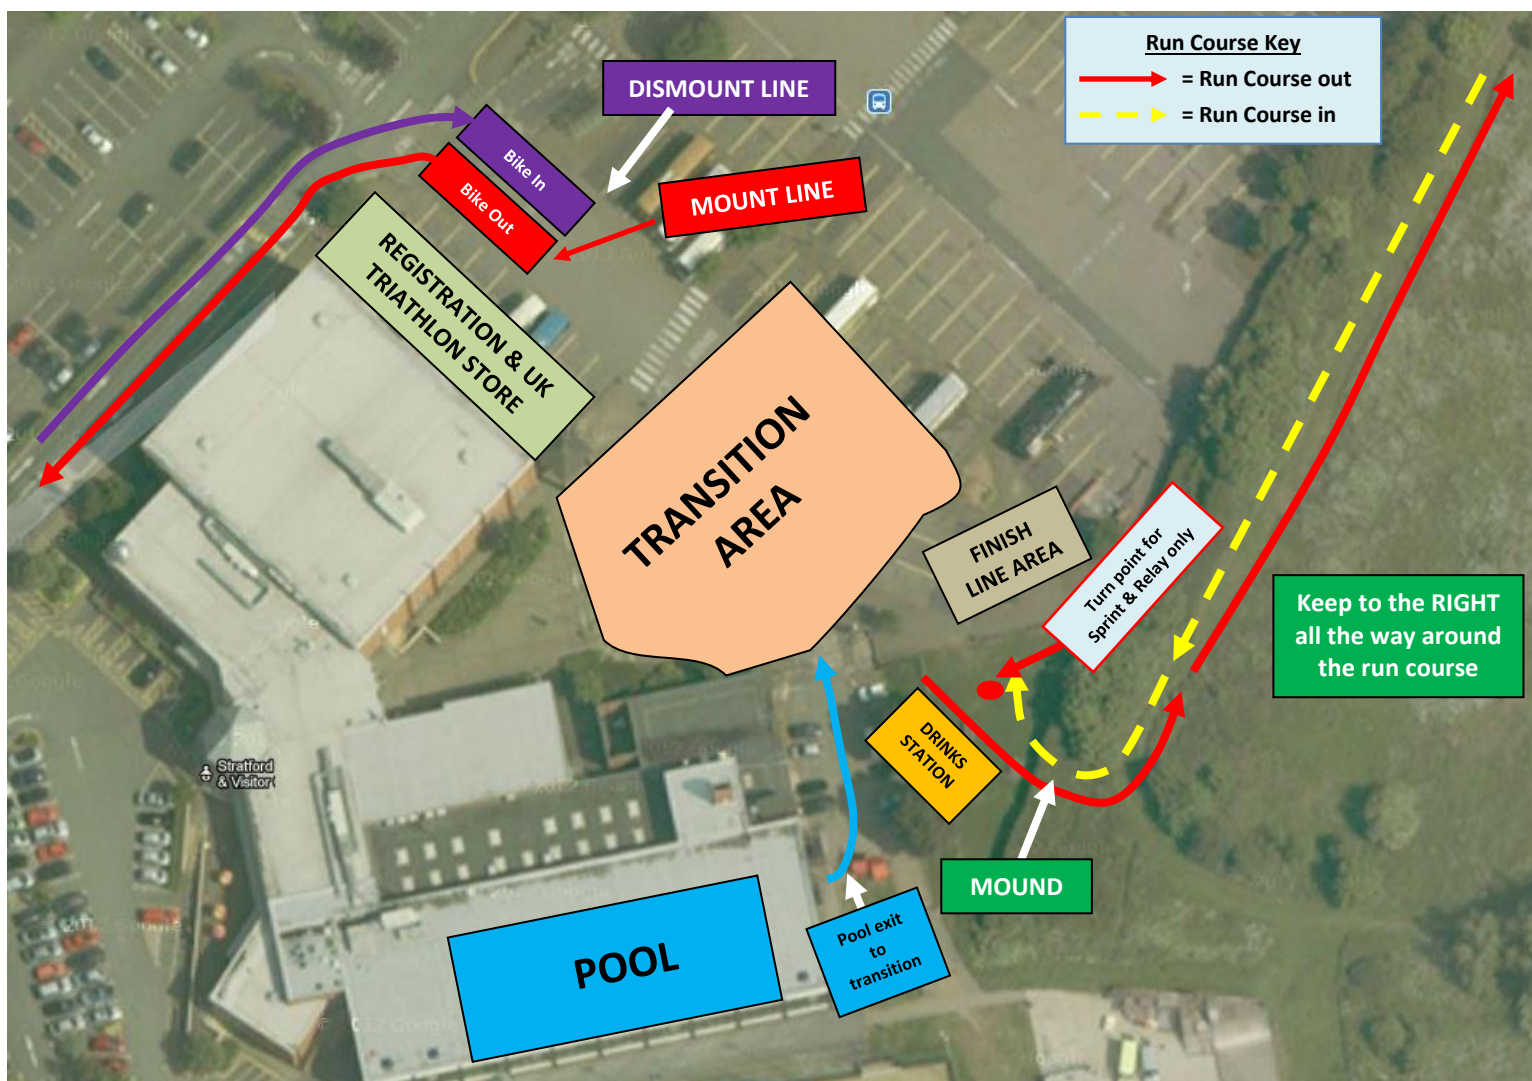 Run Course Key
= Run Course out
= Run Course in
DISMOUNT LINE
MOUNT LINE
Bike In
Bike Out
REGISTRATION & UK
TRIATHLON STORE
TRANSITION
AREA
FINISH
LINE AREA
Turn point for
Sprint & Relay only
Keep to the RIGHT
all the way around
the run course
DRINKS
STATION
Stratford
& Visitor
MOUND
Pool exit
to
transition
POOL